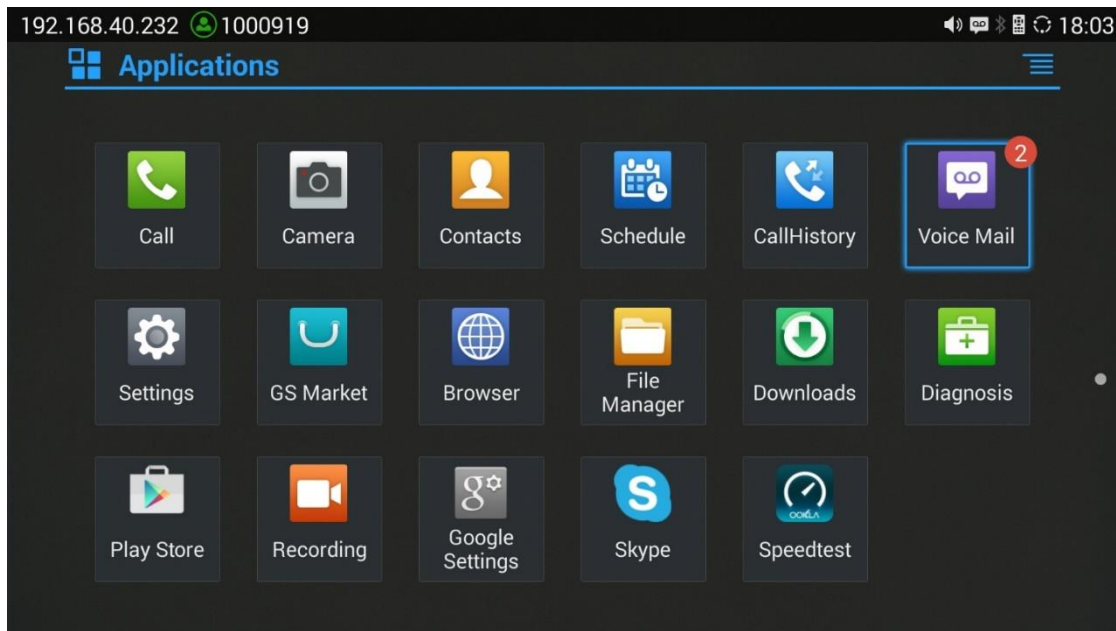 192.168.40.232 1000919 18:03
Applications
2
Call Camera Contacts Schedule CallHistory Voice Mail
Settings GS Market Browser File Manager Downloads Diagnosis
OOKLA
Play Store Recording Google Settings Skype Speedtest